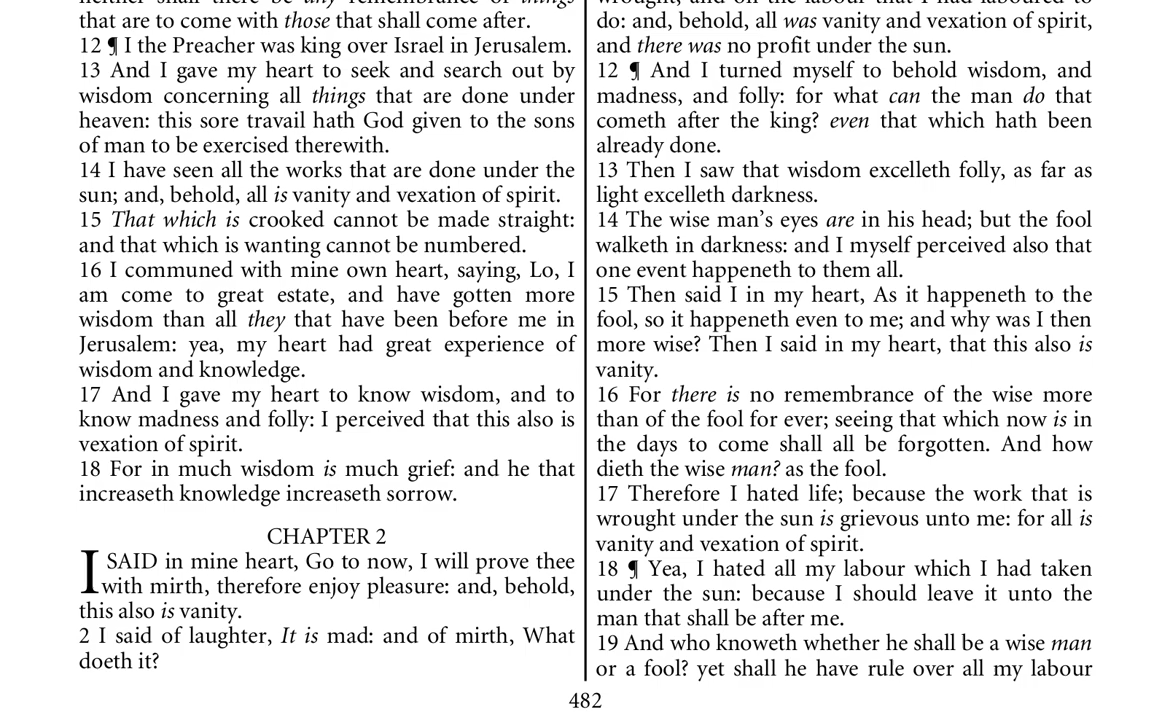 neither shall there be any remembrance of things
that are to come with those that shall come after.
12 ¶ I the Preacher was king over Israel in Jerusalem.
13 And I gave my heart to seek and search out by
wisdom concerning all things that are done under
heaven: this sore travail hath God given to the sons
of man to be exercised therewith.
14 I have seen all the works that are done under the
sun; and, behold, all is vanity and vexation of spirit.
15 That which is crooked cannot be made straight:
and that which is wanting cannot be numbered.
16 I communed with mine own heart, saying, Lo, I
am come to great estate, and have gotten more
wisdom than all they that have been before me in
Jerusalem: yea, my heart had great experience of
wisdom and knowledge.
17 And I gave my heart to know wisdom, and to
know madness and folly: I perceived that this also is
vexation of spirit.
18 For in much wisdom is much grief: and he that
increaseth knowledge increaseth sorrow.
CHAPTER 2
I SAID in mine heart, Go to now, I will prove thee
with mirth, therefore enjoy pleasure: and, behold,
this also is vanity.
2 I said of laughter, It is mad: and of mirth, What
doeth it?
wrought, and on the labour that I had laboured to
do: and, behold, all was vanity and vexation of spirit,
and there was no profit under the sun.
12 ¶ And I turned myself to behold wisdom, and
madness, and folly: for what can the man do that
cometh after the king? even that which hath been
already done.
13 Then I saw that wisdom excelleth folly, as far as
light excelleth darkness.
14 The wise man’s eyes are in his head; but the fool
walketh in darkness: and I myself perceived also that
one event happeneth to them all.
15 Then said I in my heart, As it happeneth to the
fool, so it happeneth even to me; and why was I then
more wise? Then I said in my heart, that this also is
vanity.
16 For there is no remembrance of the wise more
than of the fool for ever; seeing that which now is in
the days to come shall all be forgotten. And how
dieth the wise man? as the fool.
17 Therefore I hated life; because the work that is
wrought under the sun is grievous unto me: for all is
vanity and vexation of spirit.
18 ¶ Yea, I hated all my labour which I had taken
under the sun: because I should leave it unto the
man that shall be after me.
19 And who knoweth whether he shall be a wise man
or a fool? yet shall he have rule over all my labour
482